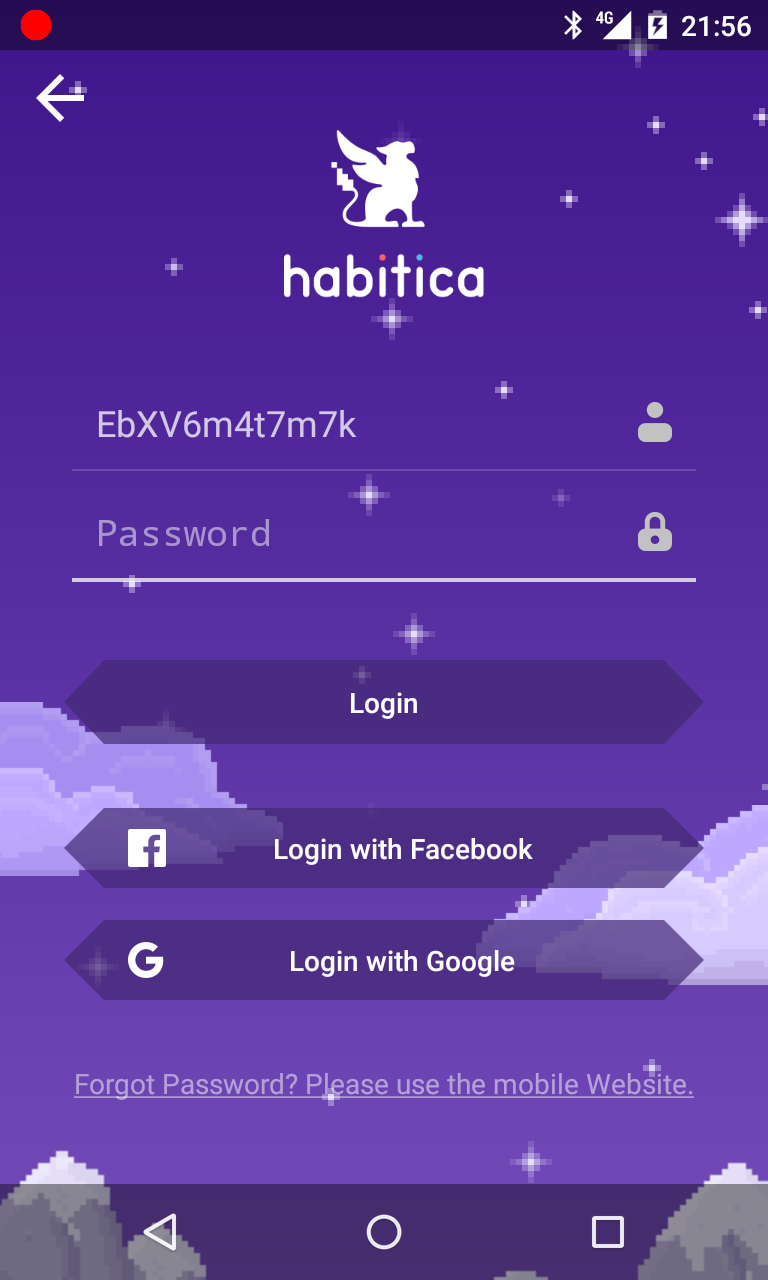 4G 21:56
habitica
EbXV6m4t7m7k
Password
Login
Login with Facebook
Login with Google
Forgot Password? Please use the mobile Website.